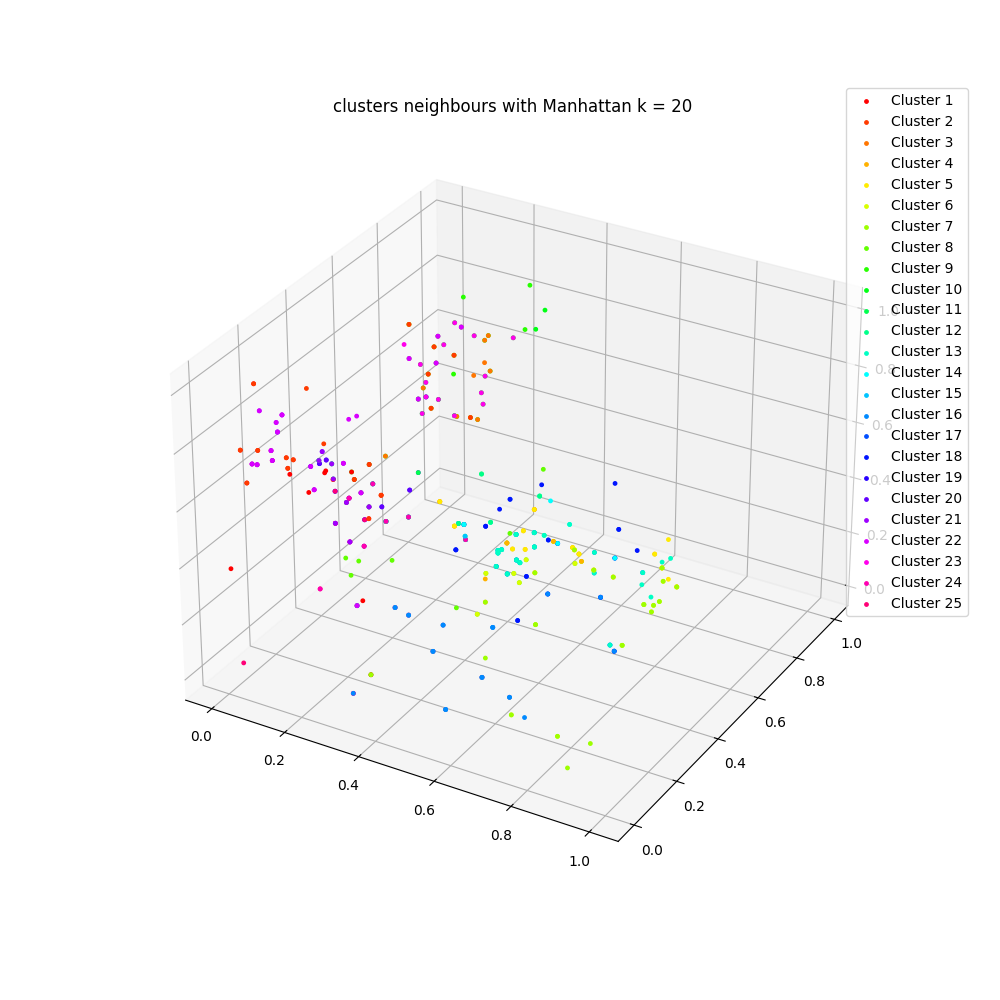 clusters neighbours with Manhattan k = 20
Cluster 1
Cluster 2
Cluster 3
Cluster 4
Cluster 5
Cluster 6
Cluster 7
Cluster 8
Cluster 9
Cluster 10
Cluster 11
Cluster 12
Cluster 13
Cluster 14
Cluster 15
Cluster 16
Cluster 17
Cluster 18
Cluster 19
Cluster 20
Cluster 21
Cluster 22
Cluster 23
Cluster 24
Cluster 25
1.0
0.8
0.6
0.4
0.2
0.0
0.0
0.2
0.4
0.6
0.8
1.0
0.0
0.2
0.4
0.6
0.8
1.0